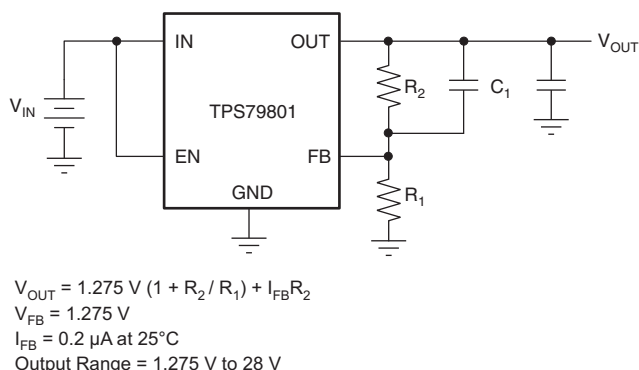 IN
OUT
V_OUT
R_2
C_1
V_IN
TPS79801
EN
FB
R_1
GND
V_OUT = 1.275 V (1 + R_2 / R_1) + I_FB R_2
V_FB = 1.275 V
I_FB = 0.2 µA at 25°C
Output Range = 1.275 V to 28 V